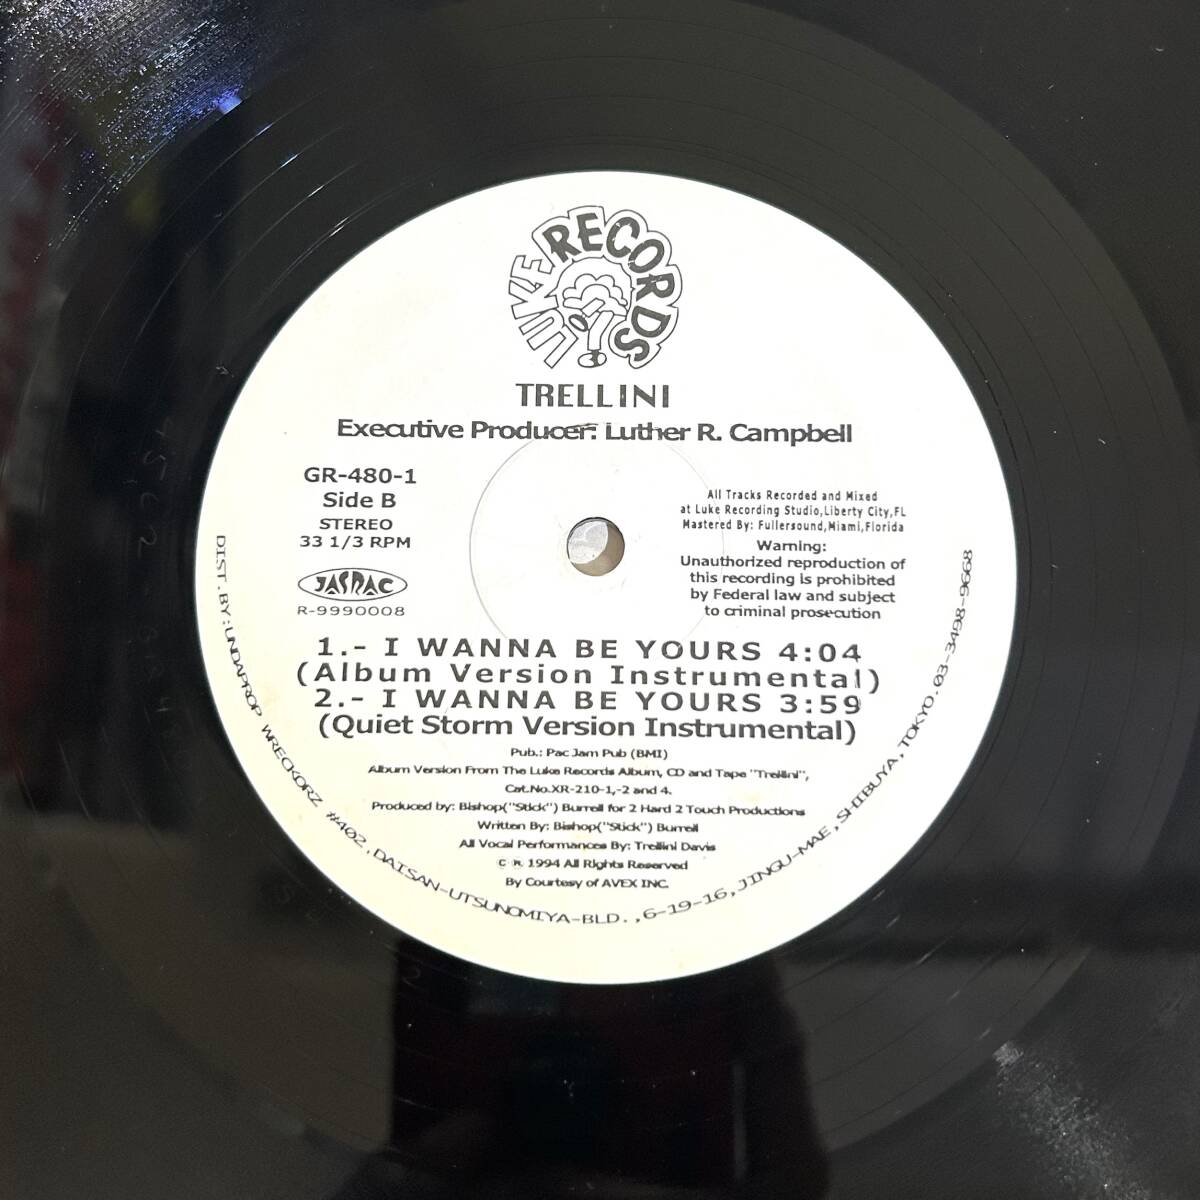 LUKE RECORDS
TRELLINI
Executive Producer: Luther R. Campbell
GR-480-1
Side B
STEREO
33 1/3 RPM
JASRAC
R-9990008
All Tracks Recorded and Mixed
at Luke Recording Studio,Liberty City,FL
Mastered By: Fullersound,Miami,Florida
Warning:
Unauthorized reproduction of
this recording is prohibited
by Federal law and subject
to criminal prosecution
1.- I WANNA BE YOURS 4:04
(Album Version Instrumental)
2.- I WANNA BE YOURS 3:59
(Quiet Storm Version Instrumental)
Pub.: Pac Jam Pub (BMI)
Album Version From The Luke Records Album, CD and Tape "Trellini",
Cat.No.XR-210-1,-2 and 4.
Produced by: Bishop("Stick") Burrell for 2 Hard 2 Touch Productions
Written By: Bishop("Stick") Burrell
All Vocal Performances By: Trellini Davis
© ℗ 1994 All Rights Reserved
By Courtesy of AVEX INC.
DIST.BY:UNDAPROP WRECKORZ #402,DAISAN-UTSUNOMIYA-BLD.,6-19-16,JINGU-MAE,SHIBUYA,TOKYO.03-3498-9668